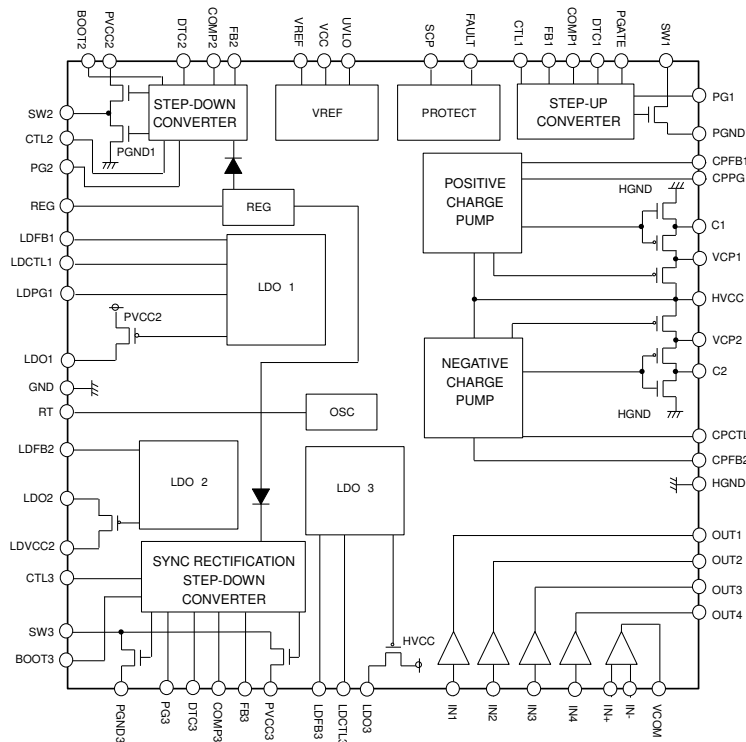 BOOT2
PVCC2
DTC2
COMP2
FB2
VREF
VCC
UVLO
SCP
FAULT
CTL1
FB1
COMP1
DTC1
PGATE
SW1
SW2
CTL2
PG2
REG
LDFB1
LDCTL1
LDPG1
LDO1
GND
RT
LDFB2
LDO2
LDVCC2
CTL3
SW3
BOOT3
STEP-DOWN
CONVERTER
PGND1
VREF
PROTECT
STEP-UP
CONVERTER
REG
LDO 1
PVCC2
POSITIVE
CHARGE
PUMP
HGND
NEGATIVE
CHARGE
PUMP
HGND
OSC
LDO 2
LDO 3
SYNC RECTIFICATION
STEP-DOWN
CONVERTER
HVCC
PG1
PGND
CPFB1
CPPG
C1
VCP1
HVCC
VCP2
C2
CPCTL
CPFB2
HGND
OUT1
OUT2
OUT3
OUT4
PGND3
PG3
DTC3
COMP3
FB3
PVCC3
LDFB3
LDCTL3
LDO3
IN1
IN2
IN3
IN4
IN+
IN-
VCOM